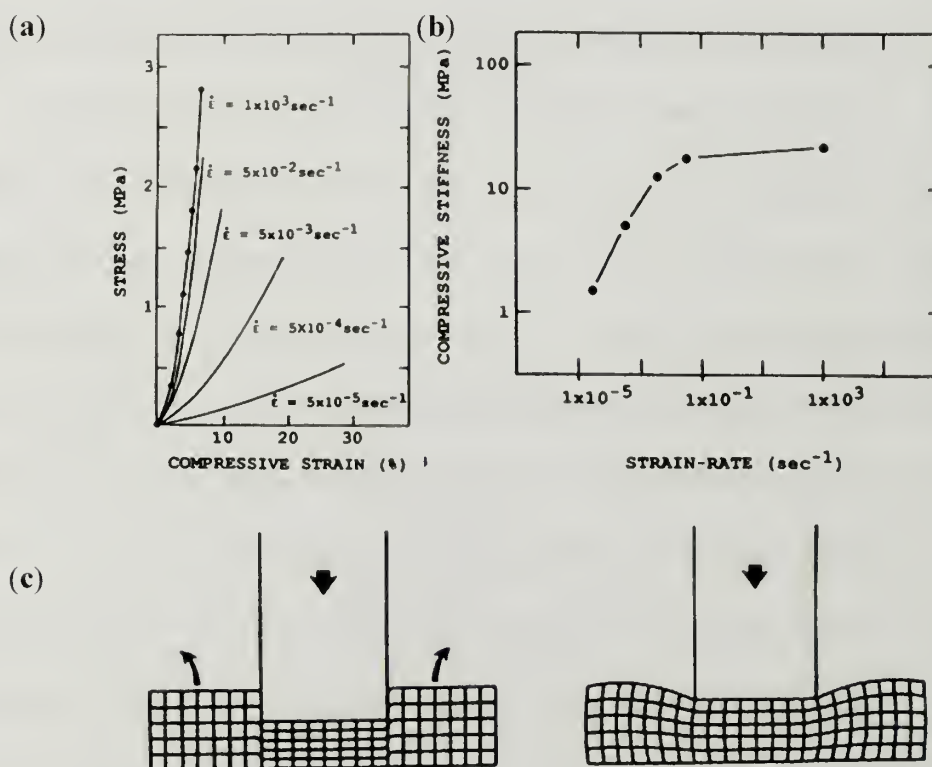 (a)
STRESS (MPa)
3
2
1
ε̇ = 1x10³sec⁻¹
ε̇ = 5x10⁻²sec⁻¹
ε̇ = 5x10⁻³sec⁻¹
ε̇ = 5X10⁻⁴sec⁻¹
ε̇ = 5x10⁻⁵sec⁻¹
10 20 30
COMPRESSIVE STRAIN (%)
(b)
COMPRESSIVE STIFFNESS (MPa)
100
10
1
1x10⁻⁵ 1x10⁻¹ 1x10³
STRAIN-RATE (sec⁻¹)
(c)